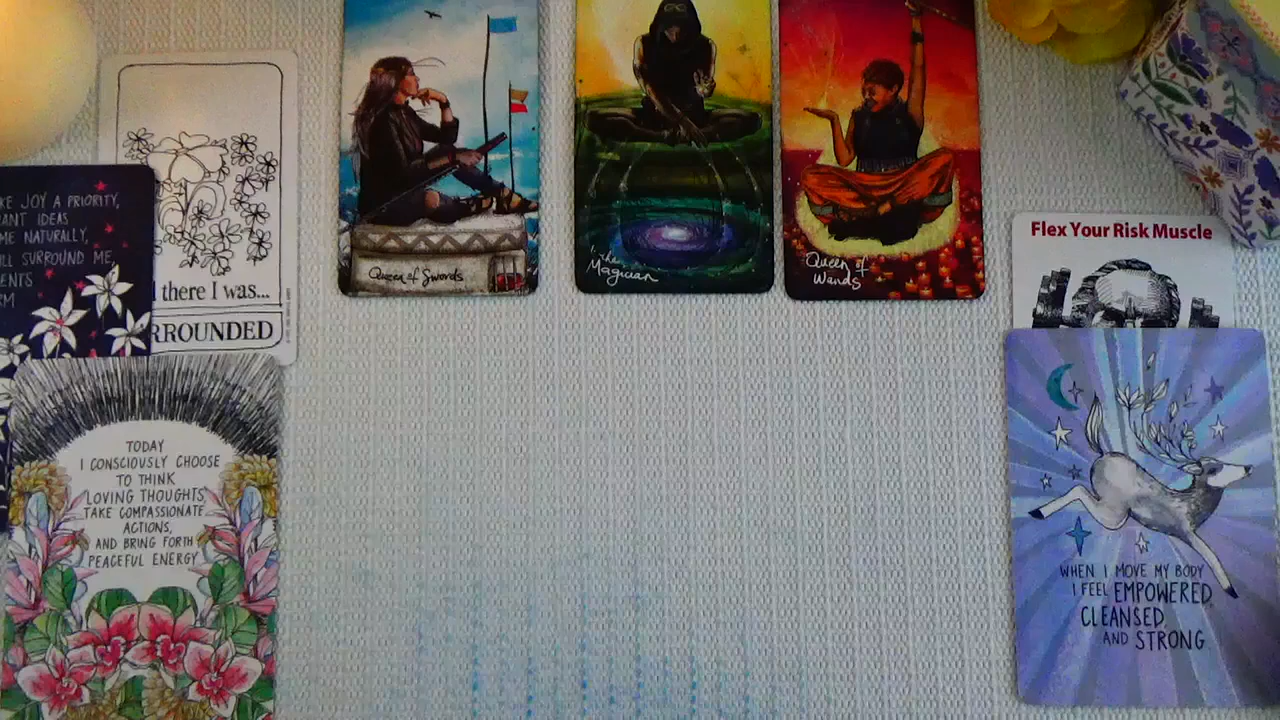 KE JOY A PRIORITY,
ANT IDEAS
ME NATURALLY,
ILL SURROUND ME,
ENTS
RM
there I was...
RROUNDED
TODAY
I CONSCIOUSLY CHOOSE
TO THINK
LOVING THOUGHTS,
TAKE COMPASSIONATE
ACTIONS,
AND BRING FORTH
PEACEFUL ENERGY
Queen of Swords
the
Magician
Queen of
Wands
Flex Your Risk Muscle
WHEN I MOVE MY BODY
I FEEL EMPOWERED,
CLEANSED,
AND STRONG.